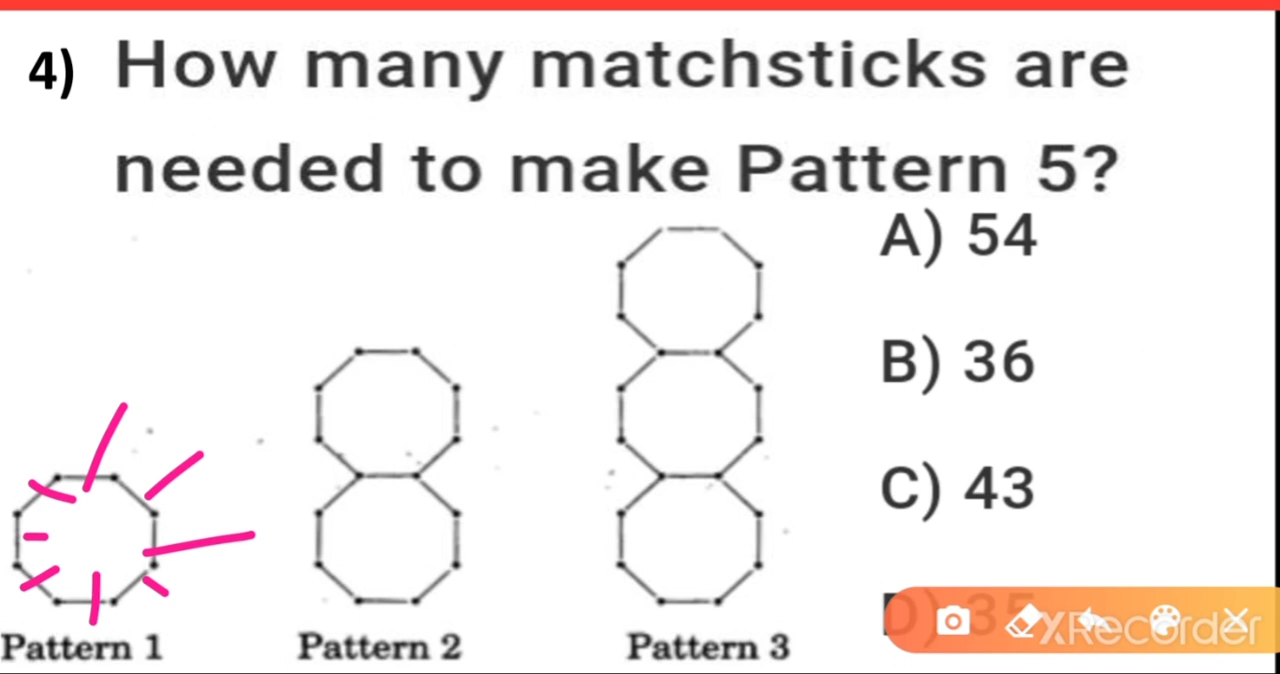 4) How many matchsticks are
needed to make Pattern 5?
A) 54
B) 36
C) 43
D) 35
XRecorder
Pattern 1
Pattern 2
Pattern 3